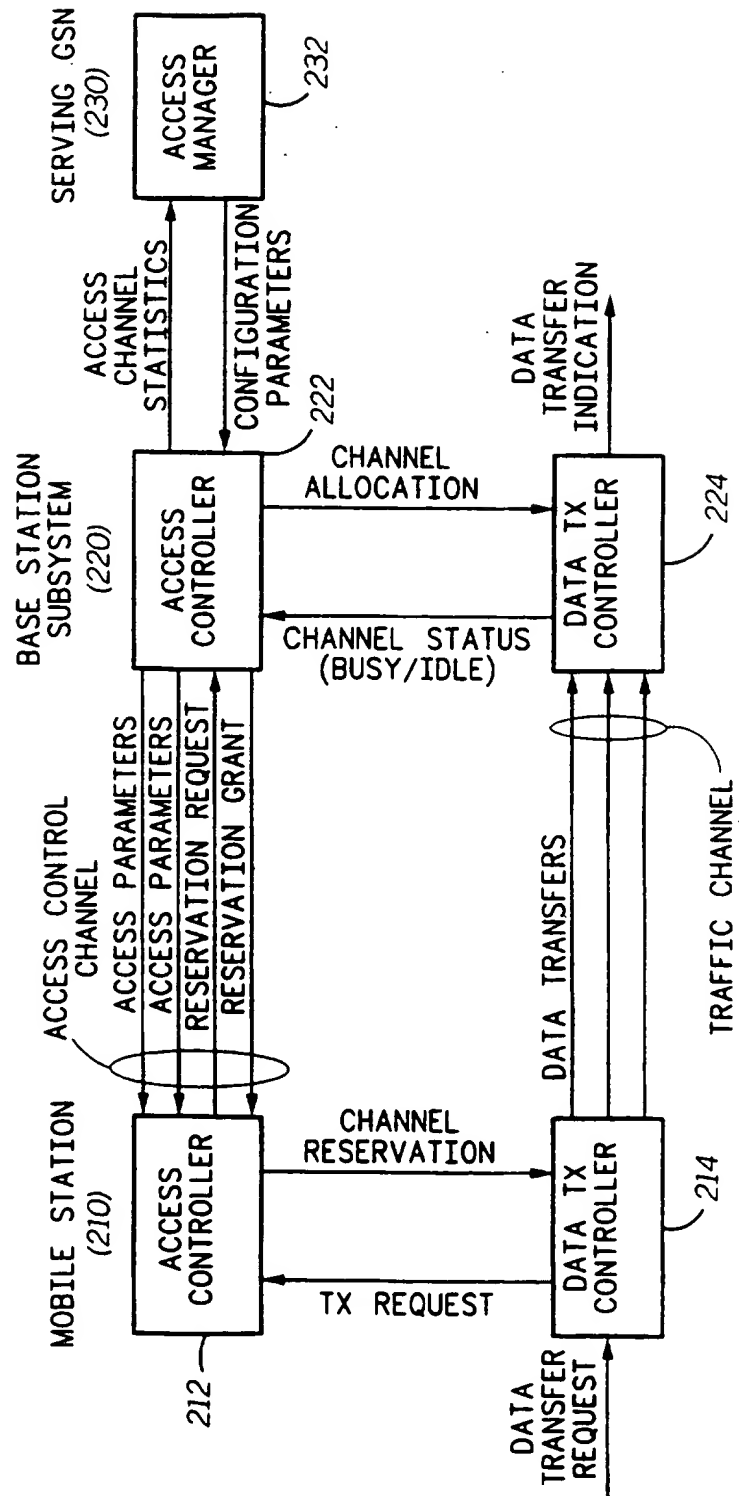 MOBILE STATION
(210)
ACCESS
CONTROLLER
212
ACCESS CONTROL
CHANNEL
ACCESS PARAMETERS
ACCESS PARAMETERS
RESERVATION REQUEST
RESERVATION GRANT
BASE STATION
SUBSYSTEM
(220)
ACCESS
CONTROLLER
222
ACCESS
CHANNEL
STATISTICS
CONFIGURATION
PARAMETERS
SERVING GSN
(230)
ACCESS
MANAGER
232
TX REQUEST
CHANNEL
RESERVATION
CHANNEL STATUS
(BUSY/IDLE)
CHANNEL
ALLOCATION
DATA
TRANSFER
REQUEST
DATA TX
CONTROLLER
214
DATA TRANSFERS
TRAFFIC CHANNEL
DATA TX
CONTROLLER
224
DATA
TRANSFER
INDICATION